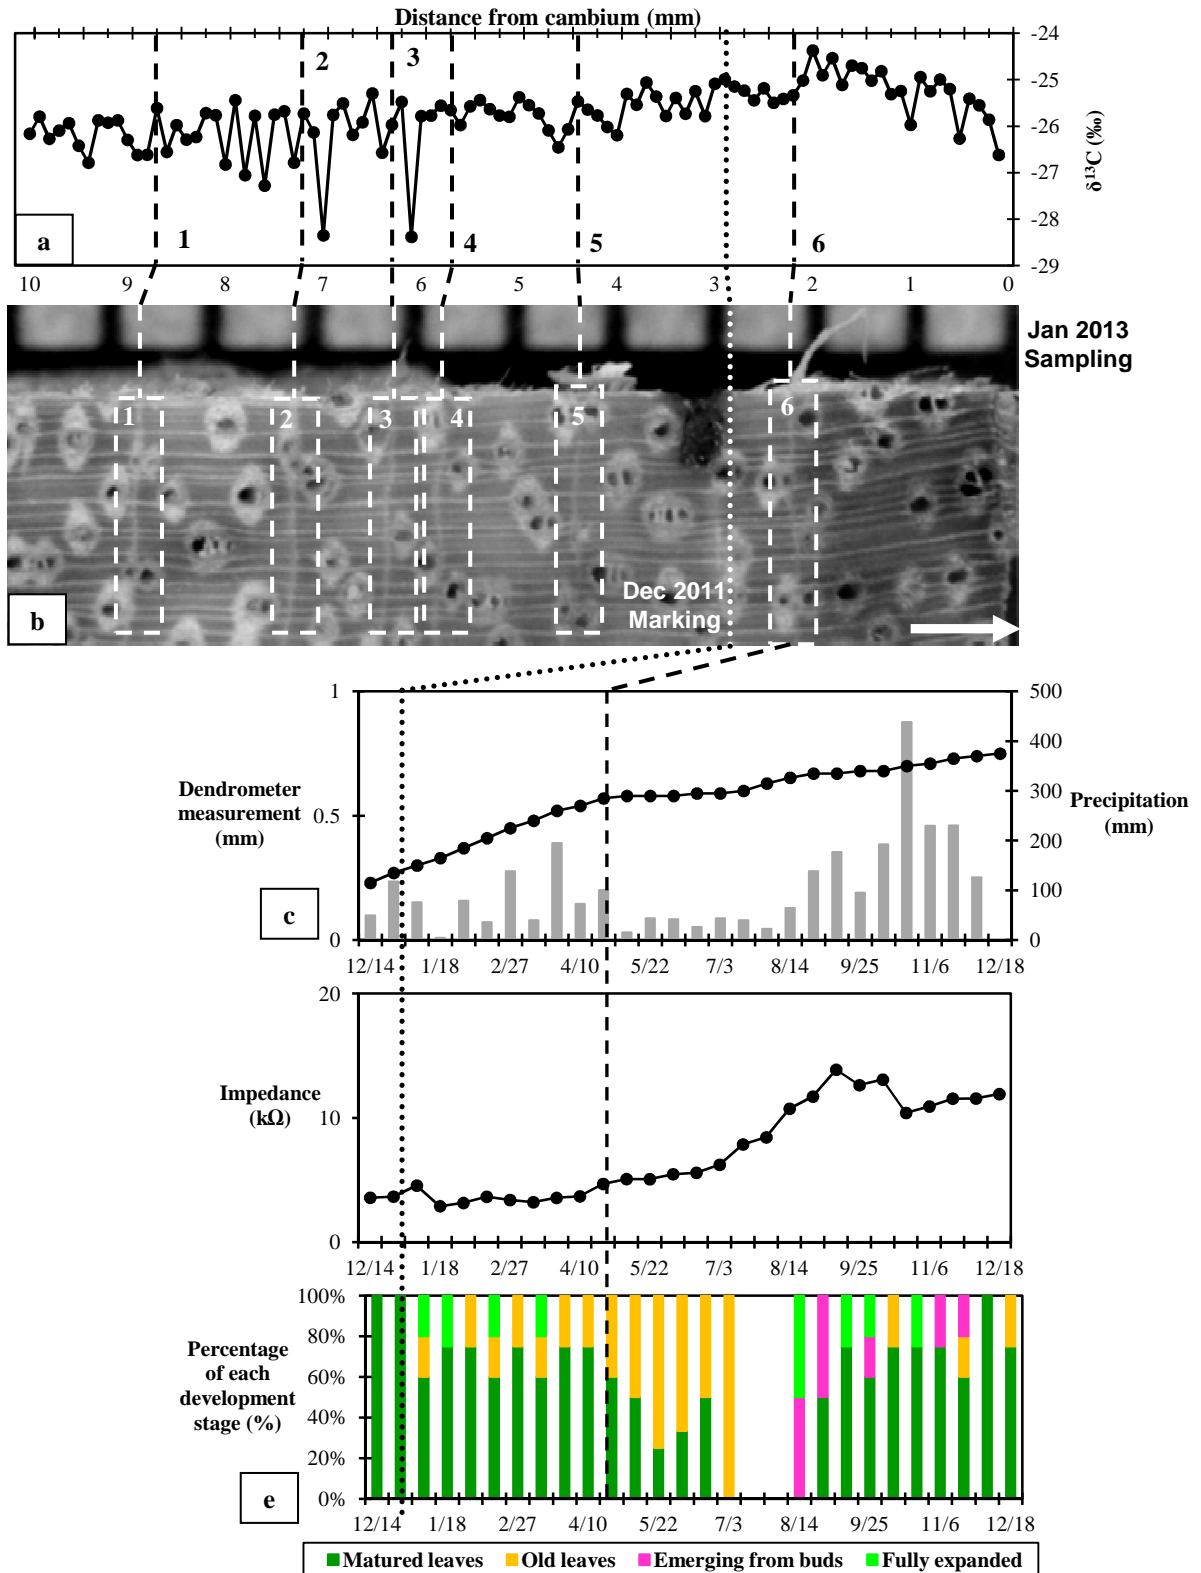 Distance from cambium (mm)
-24
-25
-26
-27
-28
-29
δ¹³C (‰)
2 3
1 4 5 6
a
10 9 8 7 6 5 4 3 2 1 0
Jan 2013
Sampling
1 2 3 4 5 6
Dec 2011
Marking
b
1
0.5
0
Dendrometer
measurement
(mm)
500
400
300
200
100
0
Precipitation
(mm)
c
12/14 1/18 2/27 4/10 5/22 7/3 8/14 9/25 11/6 12/18
20
10
0
Impedance
(kΩ)
12/14 1/18 2/27 4/10 5/22 7/3 8/14 9/25 11/6 12/18
100%
80%
60%
40%
20%
0%
Percentage
of each
development
stage (%)
e
12/14 1/18 2/27 4/10 5/22 7/3 8/14 9/25 11/6 12/18
Matured leaves Old leaves Emerging from buds Fully expanded